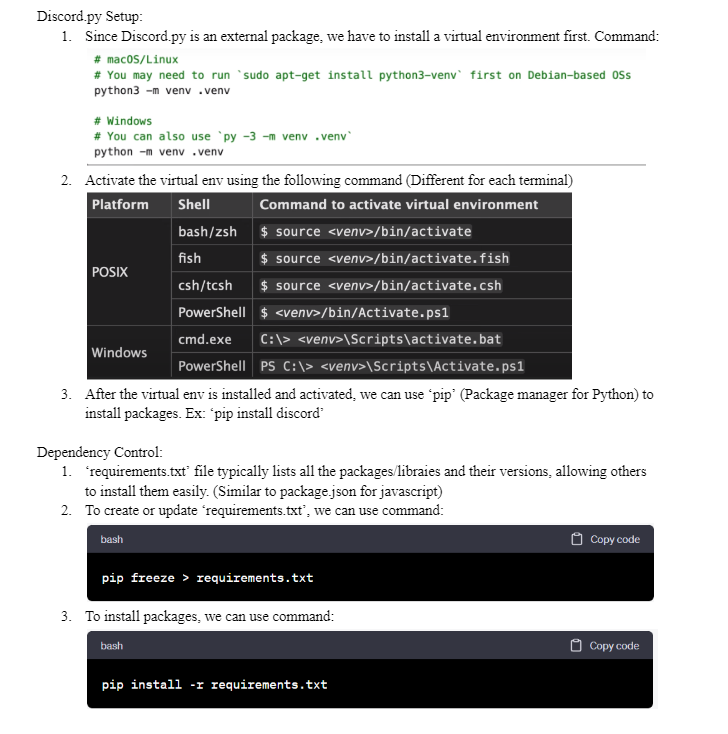 Discord.py Setup:
1. Since Discord.py is an external package, we have to install a virtual environment first. Command:
# macOS/Linux
# You may need to run `sudo apt-get install python3-venv` first on Debian-based OSs
python3 -m venv .venv
# Windows
# You can also use `py -3 -m venv .venv`
python -m venv .venv
2. Activate the virtual env using the following command (Different for each terminal)
Platform Shell Command to activate virtual environment
POSIX
bash/zsh $ source <venv>/bin/activate
fish $ source <venv>/bin/activate.fish
csh/tcsh $ source <venv>/bin/activate.csh
PowerShell $ <venv>/bin/Activate.ps1
Windows
cmd.exe C:\> <venv>\Scripts\activate.bat
PowerShell PS C:\> <venv>\Scripts\Activate.ps1
3. After the virtual env is installed and activated, we can use ‘pip’ (Package manager for Python) to
install packages. Ex: ‘pip install discord’
Dependency Control:
1. ‘requirements.txt’ file typically lists all the packages/libraies and their versions, allowing others
to install them easily. (Similar to package.json for javascript)
2. To create or update ‘requirements.txt’, we can use command:
bash Copy code
pip freeze > requirements.txt
3. To install packages, we can use command:
bash Copy code
pip install -r requirements.txt